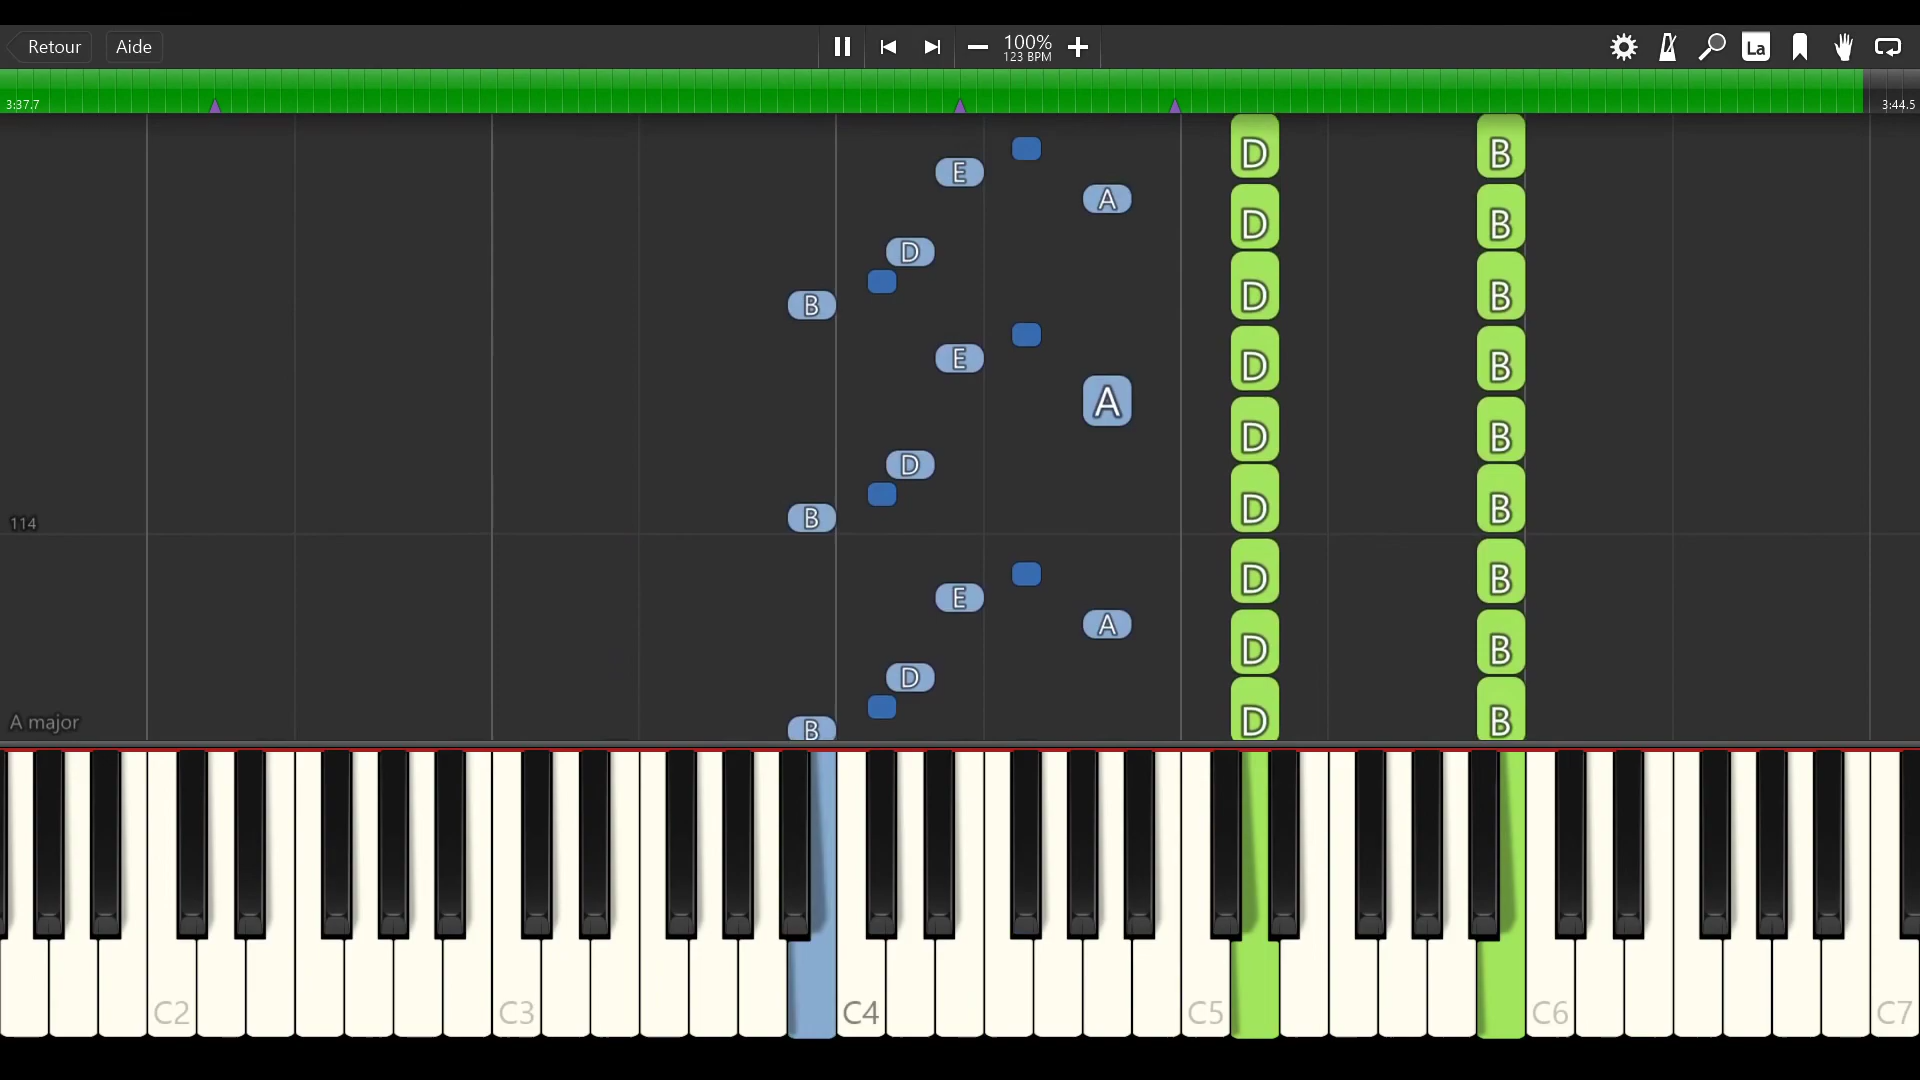 Retour Aide 100% La
123 BPM
3:37.7 3:44.5
D B
E
A
D B
D
D B
B
E D B
A
D B
D
D B
114 B
D B
E
A D B
D
A major D B
B
C2 C3 C4 C5 C6 C7